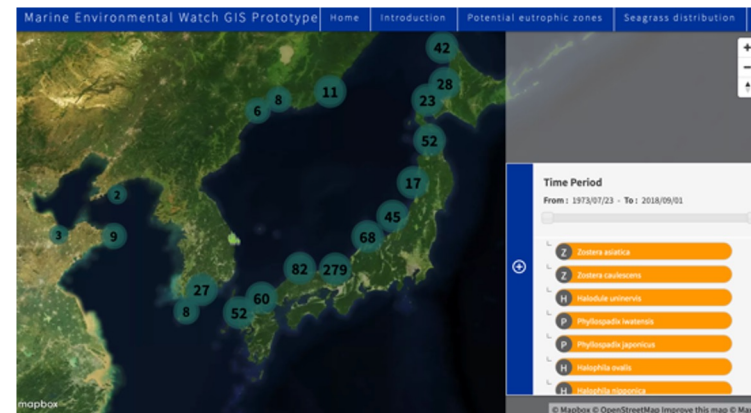 Marine Environmental Watch GIS Prototype Home Introduction Potential eutrophic zones Seagrass distribution
42
28
11
8
23
6
52
17
2
45
3
9
68
82
279
27
60
8
52
Time Period
From : 1973/07/23 - To : 2018/09/01
Z Zostera asiatica
Z Zostera caulescens
H Halodule uninervis
P Phyllospadix iwatensis
P Phyllospadix japonicus
H Halophila ovalis
H Halophila nipponica
mapbox
© Mapbox © OpenStreetMap Improve this map © Ma